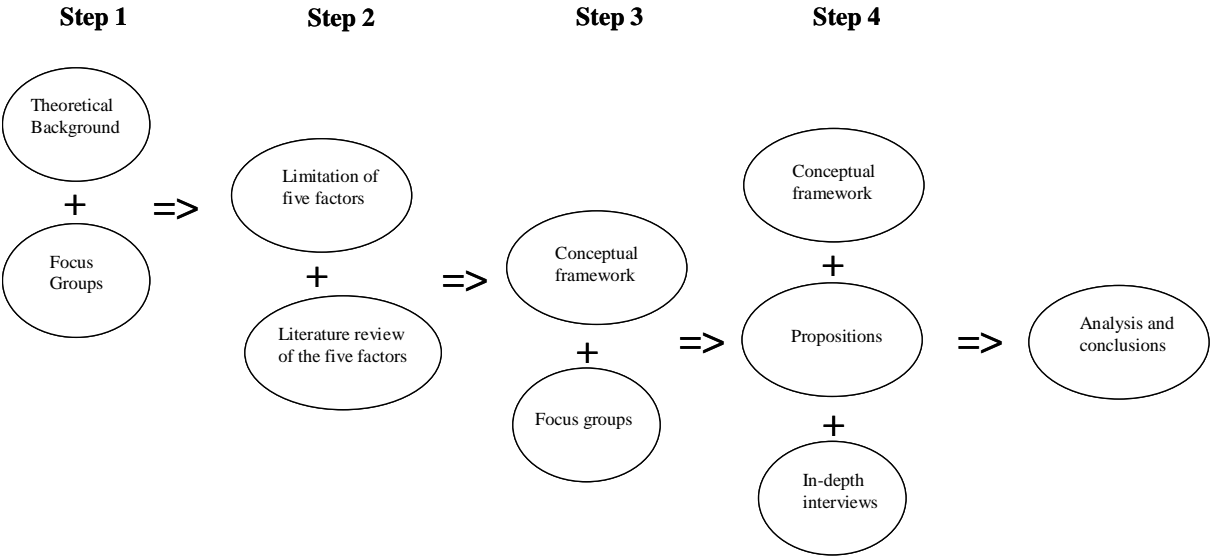 Step 1
Step 2
Step 3
Step 4
Theoretical
Background
+
Focus
Groups
=>
Limitation of
five factors
+
Literature review
of the five factors
=>
Conceptual
framework
+
Focus groups
=>
Conceptual
framework
+
Propositions
+
In-depth
interviews
=>
Analysis and
conclusions